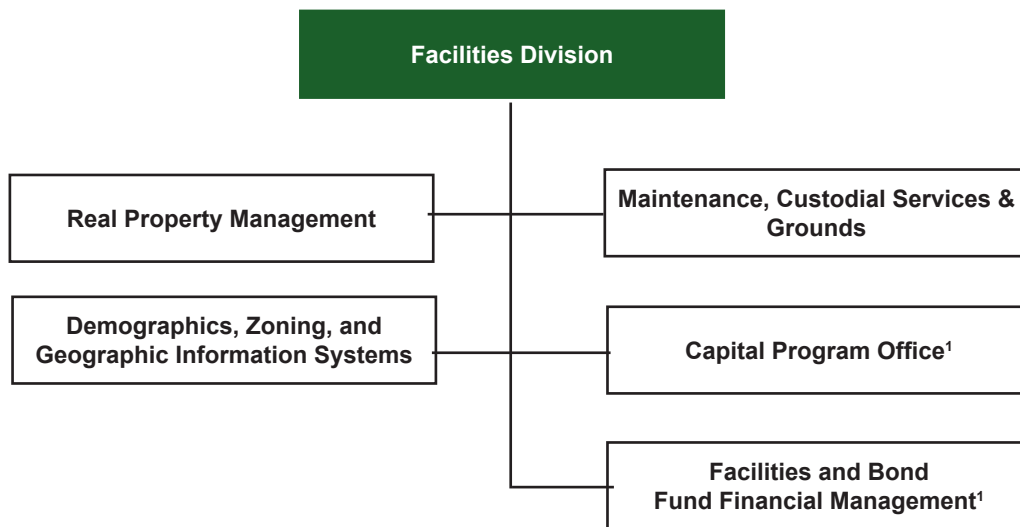 Facilities Division
Real Property Management
Maintenance, Custodial Services &
Grounds
Demographics, Zoning, and
Geographic Information Systems
Capital Program Office¹
Facilities and Bond
Fund Financial Management¹